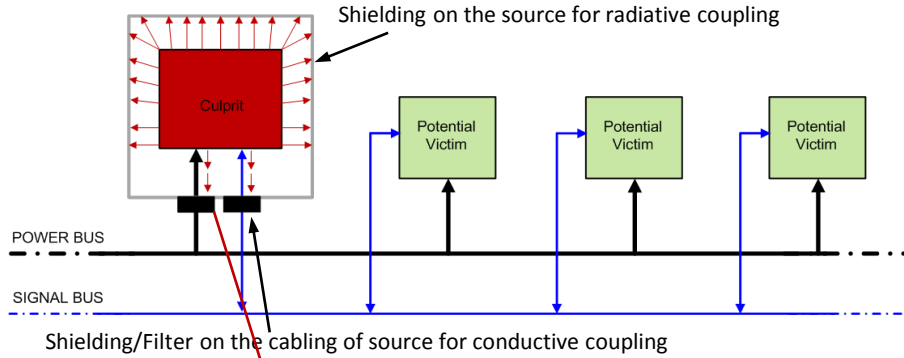 Shielding on the source for radiative coupling
Culprit
Potential
Victim
Potential
Victim
Potential
Victim
POWER BUS
SIGNAL BUS
Shielding/Filter on the cabling of source for conductive coupling